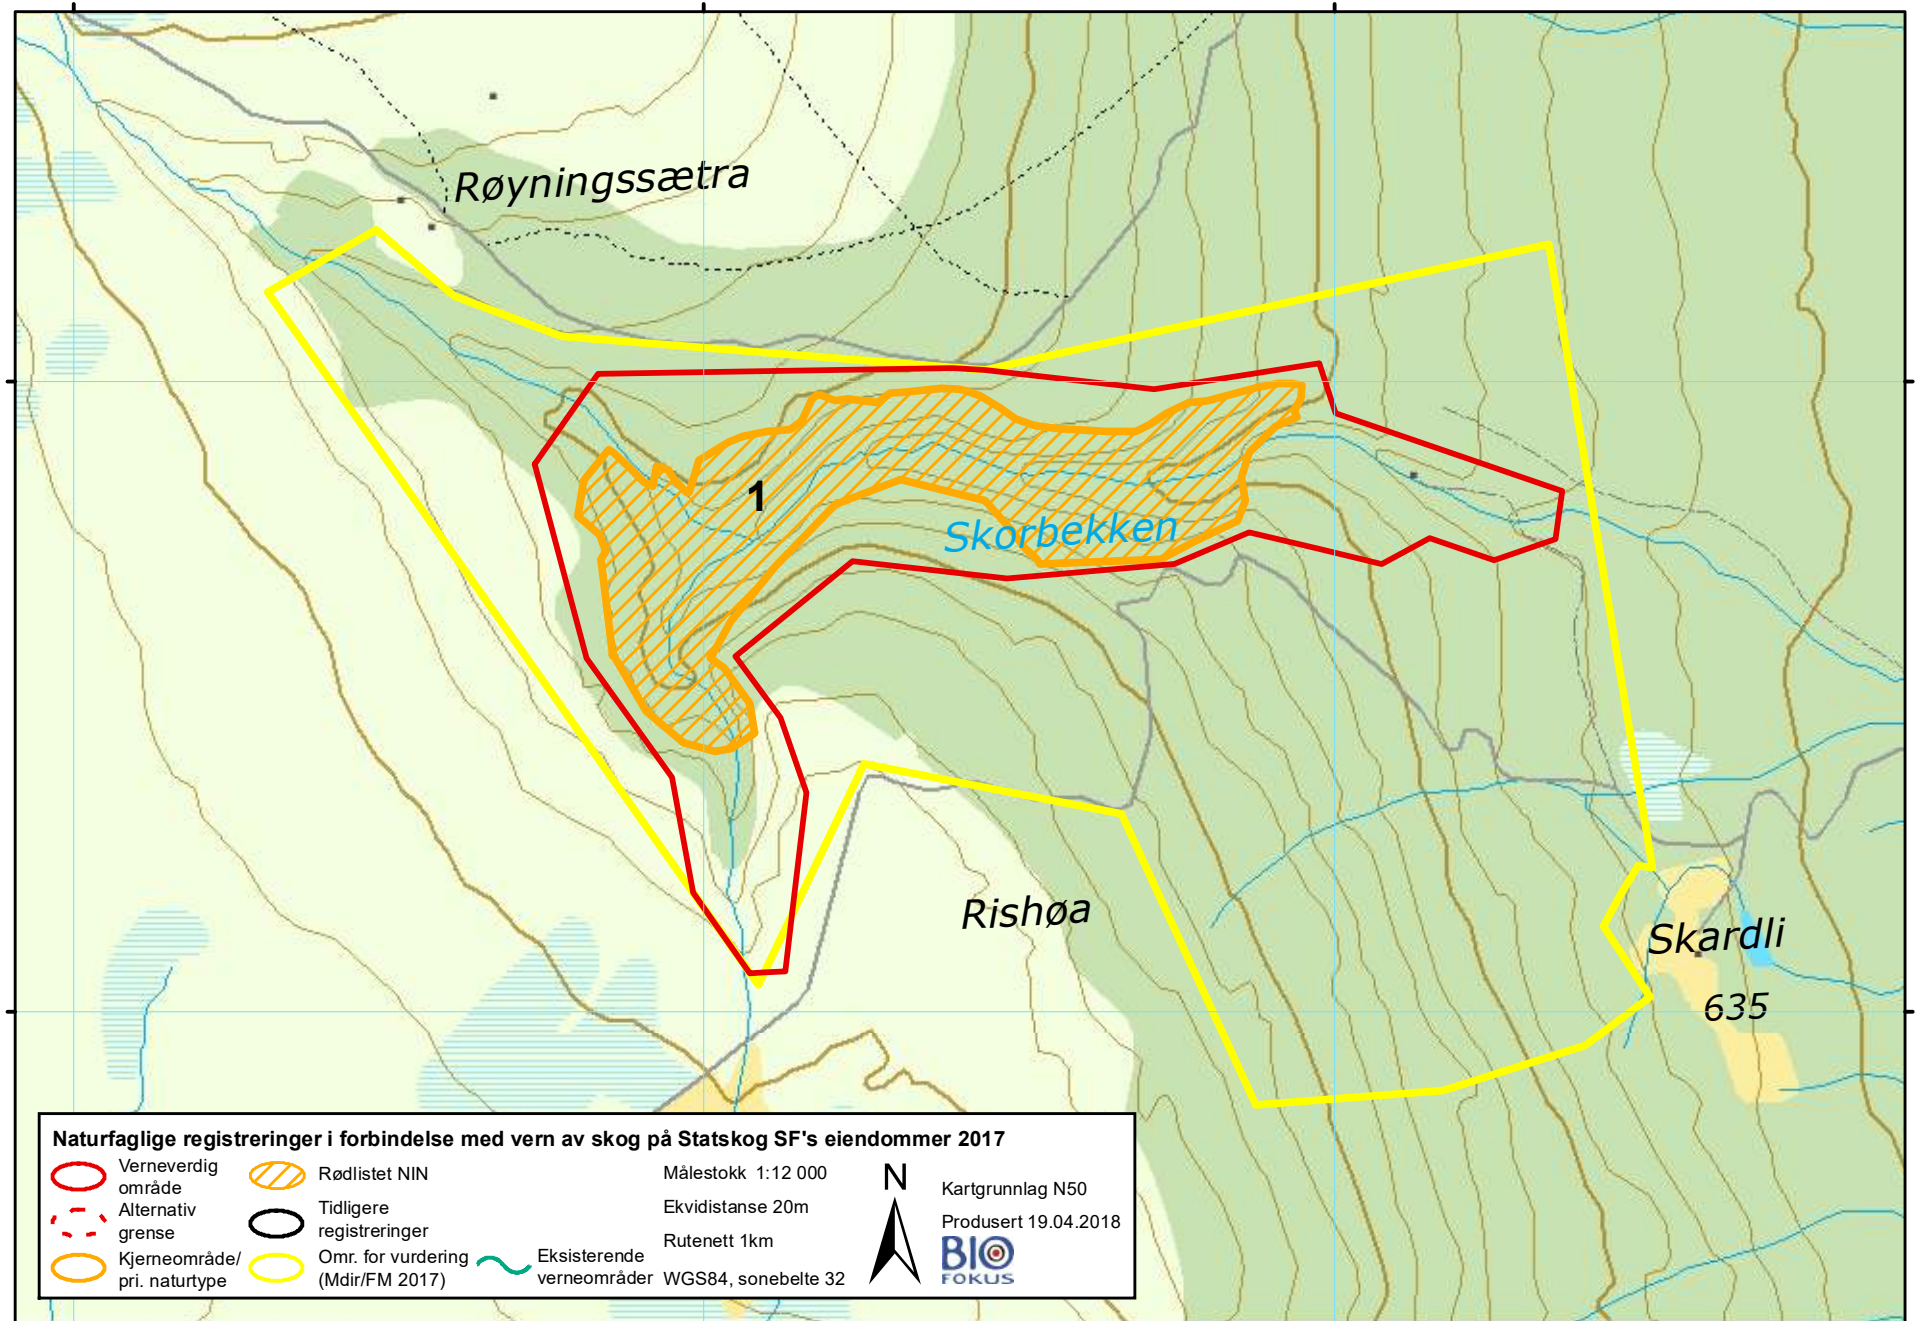 Røyningssætra
1
Skorbekken
Rishøa
Skardli
635
Naturfaglige registreringer i forbindelse med vern av skog på Statskog SF's eiendommer 2017
Verneverdig
område
Alternativ
grense
Kjerneområde/
pri. naturtype
Rødlistet NIN
Tidligere
registreringer
Omr. for vurdering
(Mdir/FM 2017)
Eksisterende
verneområder
Målestokk 1:12 000
Ekvidistanse 20m
Rutenett 1km
WGS84, sonebelte 32
N
Kartgrunnlag N50
Produsert 19.04.2018
BIO
FOKUS